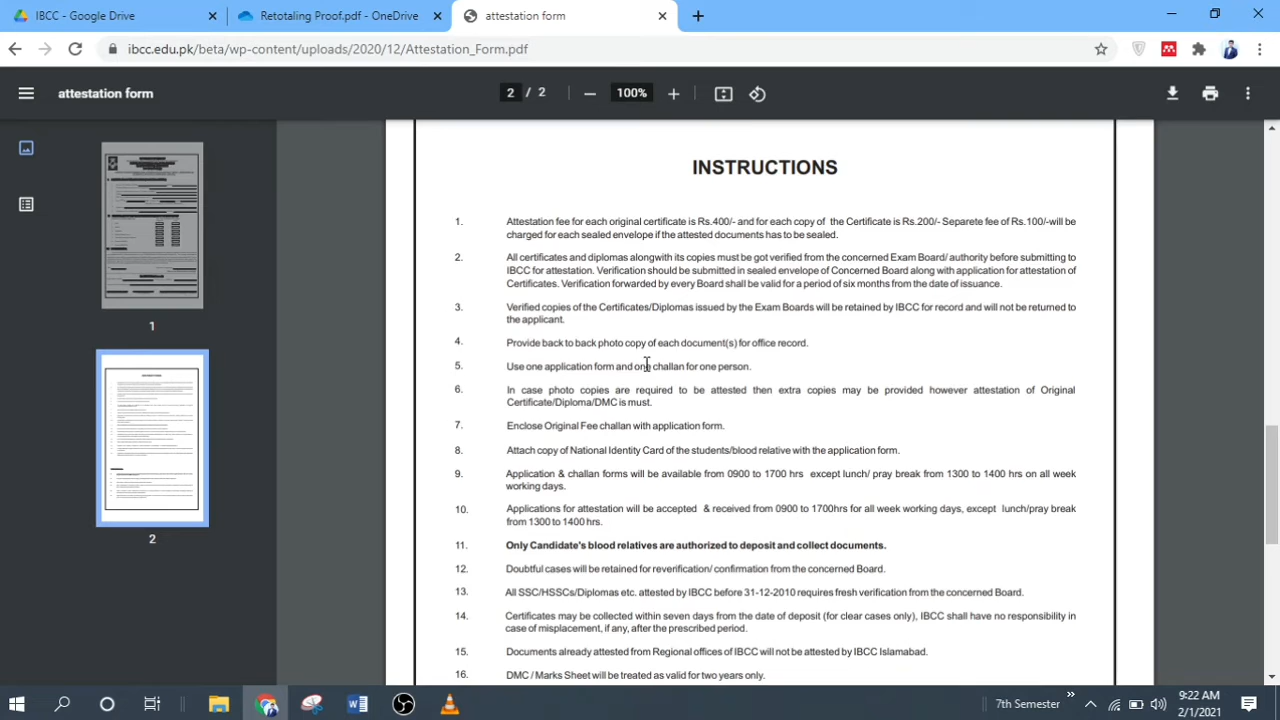 IBCC - Google Drive
Retotaling Proof.pdf - OneDrive
attestation form
ibcc.edu.pk/beta/wp-content/uploads/2020/12/Attestation_Form.pdf
attestation form
2 / 2
100%
INSTRUCTIONS
1. Attestation fee for each original certificate is Rs.400/- and for each copy of the Certificate is Rs.200/- Separete fee of Rs.100/-will be
charged for each sealed envelope if the attested documents has to be sealed.
2. All certificates and diplomas alongwith its copies must be got verified from the concerned Exam Board/ authority before submitting to
IBCC for attestation. Verification should be submitted in sealed envelope of Concerned Board along with application for attestation of
Certificates. Verification forwarded by every Board shall be valid for a period of six months from the date of issuance.
3. Verified copies of the Certificates/Diplomas issued by the Exam Boards will be retained by IBCC for record and will not be returned to
the applicant.
4. Provide back to back photo copy of each document(s) for office record.
5. Use one application form and one challan for one person.
6. In case photo copies are required to be attested then extra copies may be provided however attestation of Original
Certificate/Diploma/DMC is must.
7. Enclose Original Fee challan with application form.
8. Attach copy of National Identity Card of the students/blood relative with the application form.
9. Application & challan forms will be available from 0900 to 1700 hrs except lunch/ pray break from 1300 to 1400 hrs on all week
working days.
10. Applications for attestation will be accepted & received from 0900 to 1700hrs for all week working days, except lunch/pray break
from 1300 to 1400 hrs.
11. Only Candidate's blood relatives are authorized to deposit and collect documents.
12. Doubtful cases will be retained for reverification/ confirmation from the concerned Board.
13. All SSC/HSSCs/Diplomas etc. attested by IBCC before 31-12-2010 requires fresh verification from the concerned Board.
14. Certificates may be collected within seven days from the date of deposit (for clear cases only), IBCC shall have no responsibility in
case of misplacement, if any, after the prescribed period.
15. Documents already attested from Regional offices of IBCC will not be attested by IBCC Islamabad.
16. DMC / Marks Sheet will be treated as valid for two years only.
1
2
7th Semester
9:22 AM
2/1/2021